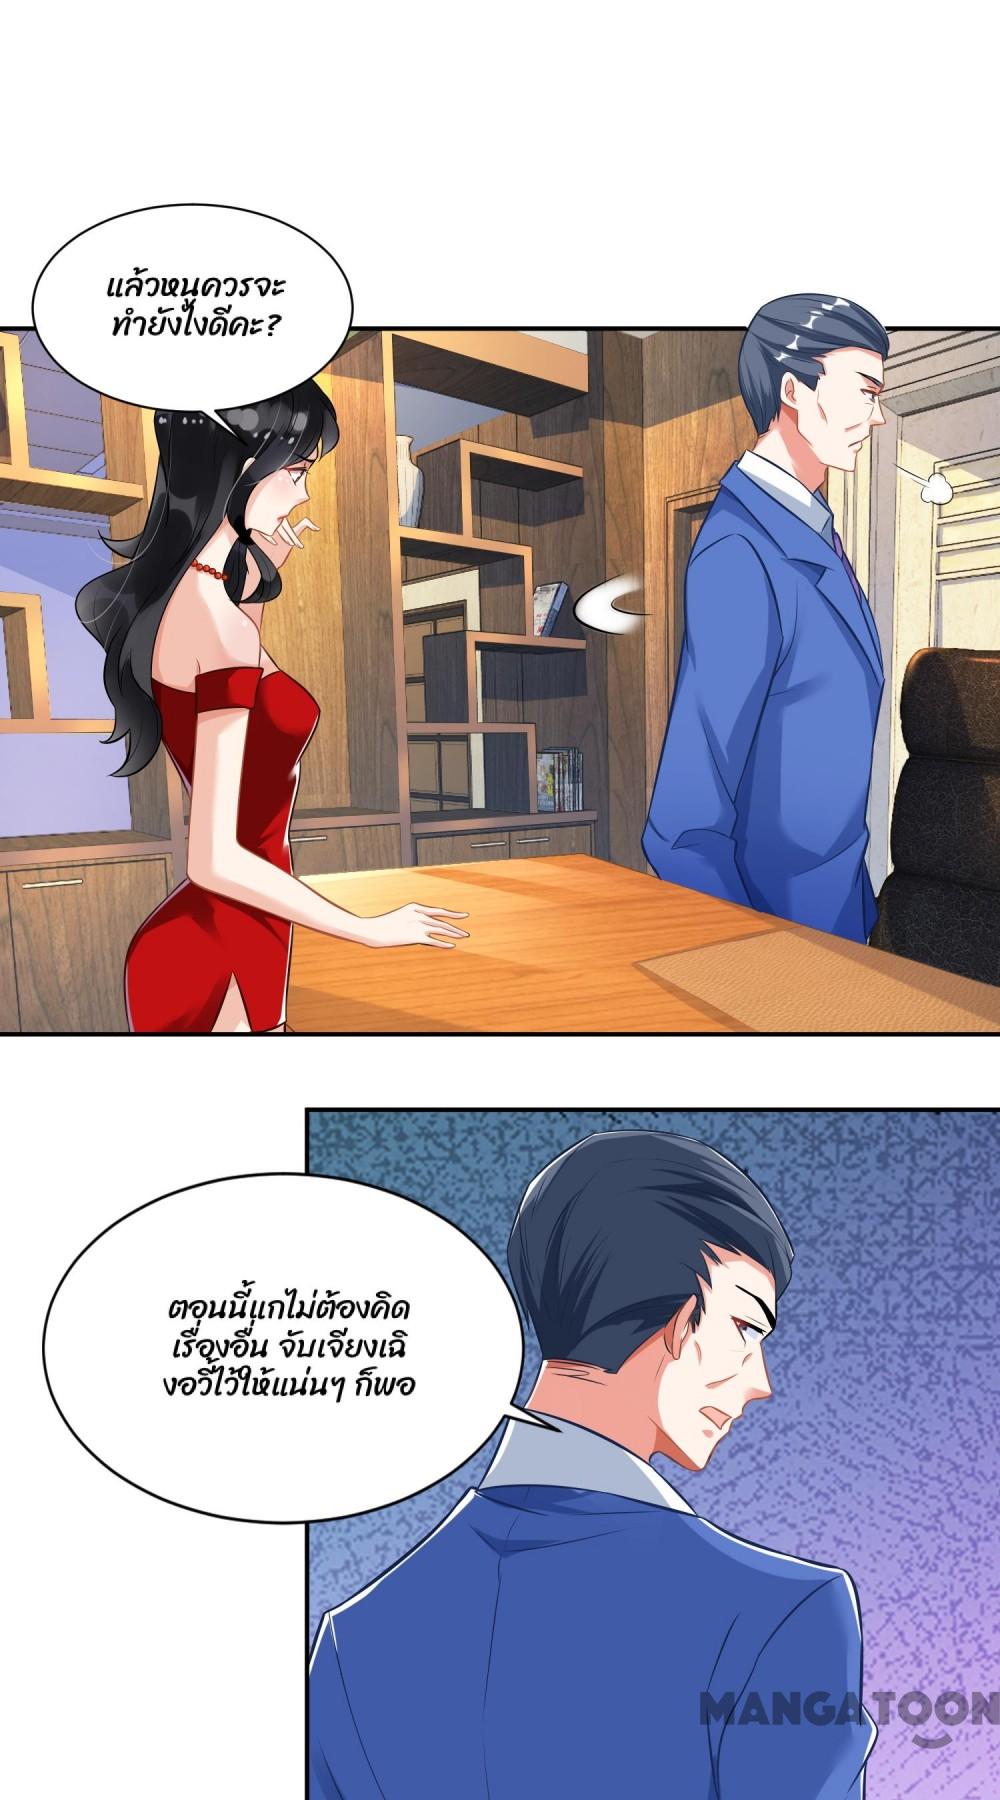 แล้วหนูควรจะ
ทำยังไงดีคะ?
ตอนนี้แกไม่ต้องคิด
เรื่องอื่น จับเจียงเฉิ
งอวี้ไว้ให้แน่นๆ ก็พอ
MANGATOON